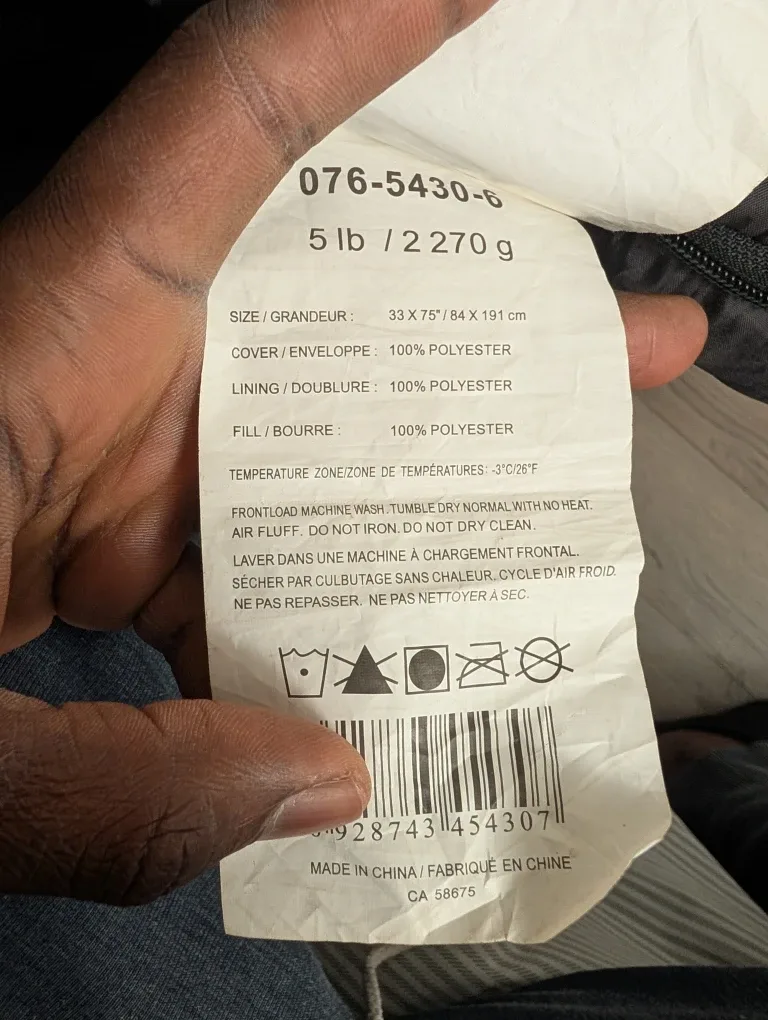 076-5430-6
5 lb / 2 270 g
SIZE / GRANDEUR : 33 X 75" / 84 X 191 cm
COVER / ENVELOPPE : 100% POLYESTER
LINING / DOUBLURE : 100% POLYESTER
FILL / BOURRE : 100% POLYESTER
TEMPERATURE ZONE/ZONE DE TEMPÉRATURES: -3°C/26°F
FRONTLOAD MACHINE WASH. TUMBLE DRY NORMAL WITH NO HEAT.
AIR FLUFF. DO NOT IRON. DO NOT DRY CLEAN.
LAVER DANS UNE MACHINE À CHARGEMENT FRONTAL.
SÉCHER PAR CULBUTAGE SANS CHALEUR. CYCLE D'AIR FROID.
NE PAS REPASSER. NE PAS NETTOYER À SEC.
928743 454307
MADE IN CHINA / FABRIQUÉ EN CHINE
CA 58675